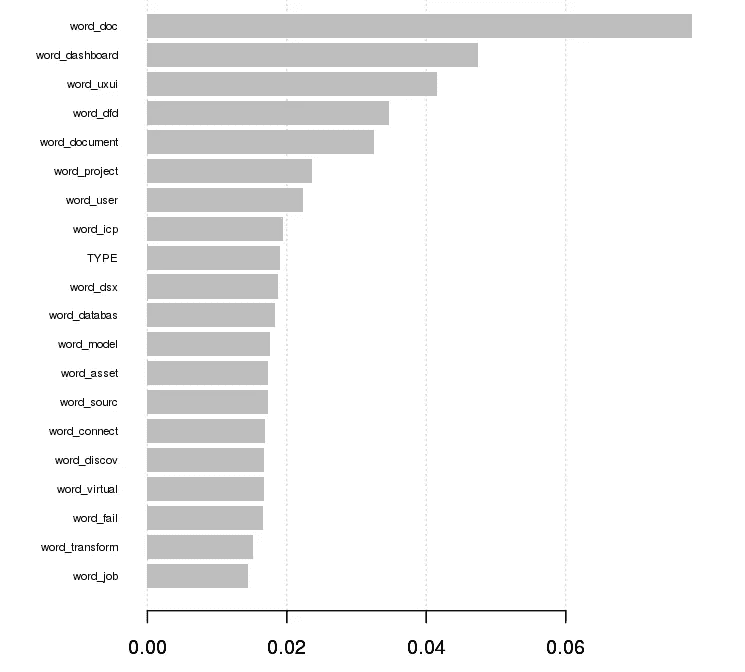 word_doc
word_dashboard
word_uxui
word_dfd
word_document
word_project
word_user
word_icp
TYPE
word_dsx
word_databas
word_model
word_asset
word_sourc
word_connect
word_discov
word_virtual
word_fail
word_transform
word_job
0.00 0.02 0.04 0.06